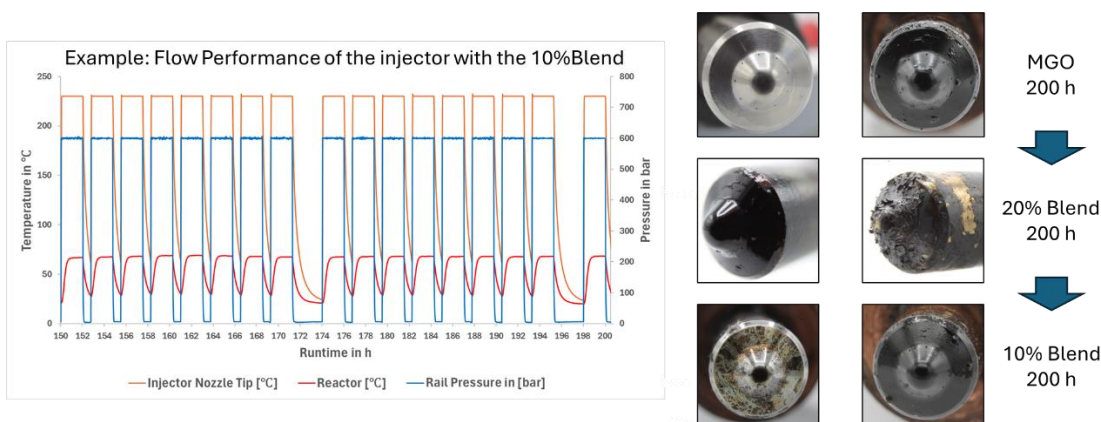 Example: Flow Performance of the injector with the 10%Blend
250
200
150
100
50
0
Temperature in °C
800
700
600
500
400
300
200
100
0
Pressure in bar
150 152 154 156 158 160 162 164 166 168 170 172 174 176 178 180 182 184 186 188 190 192 194 196 198 200
Runtime in h
Injector Nozzle Tip [°C] Reactor [°C] Rail Pressure in [bar]
MGO
200 h
20% Blend
200 h
10% Blend
200 h